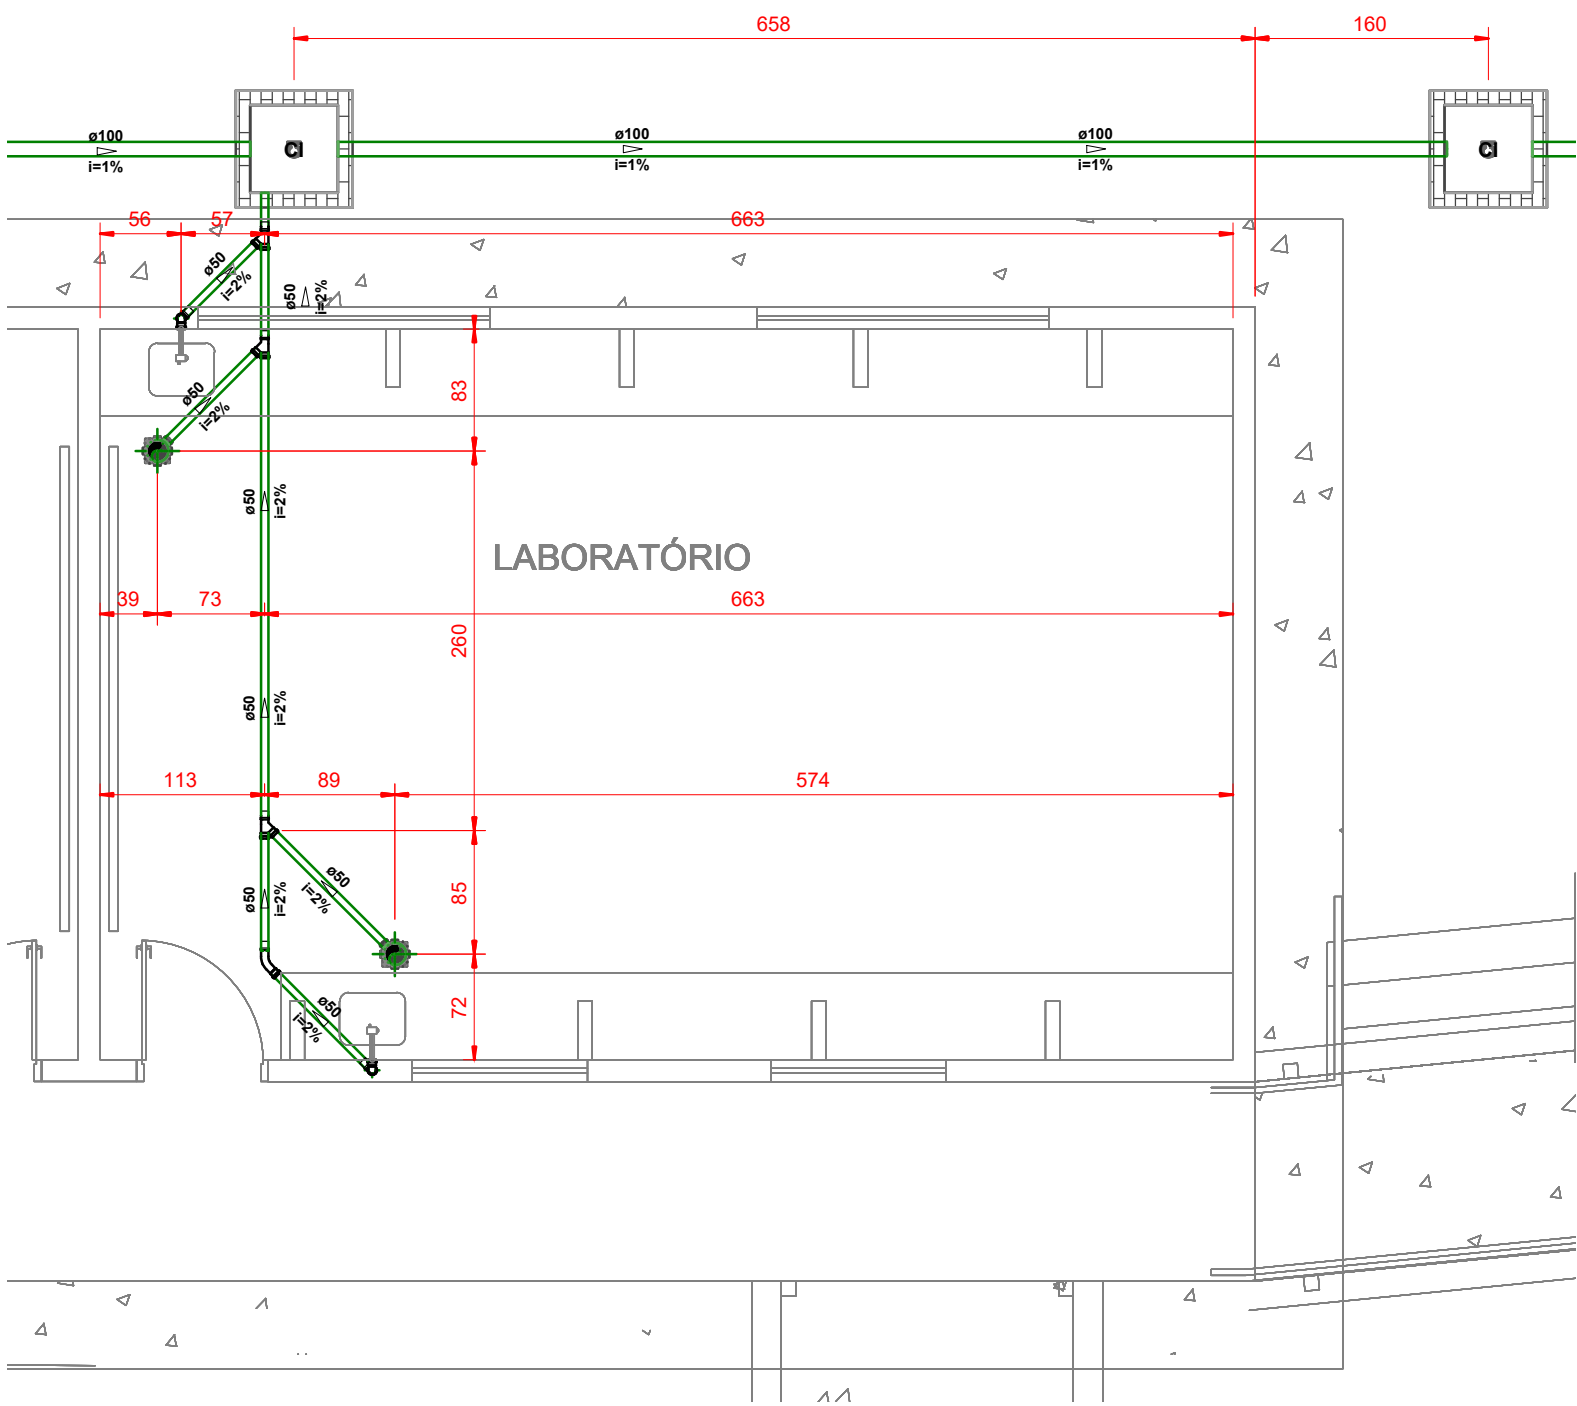 658
160
ø100
i=1%
CI
ø100
i=1%
ø100
i=1%
CI
56
57
663
ø50
i=2%
ø50
i=2%
83
ø50
i=2%
ø50
i=2%
LABORATÓRIO
39
73
663
260
ø50
i=2%
113
89
574
ø50
i=2%
ø50
i=2%
85
ø50
i=2%
72